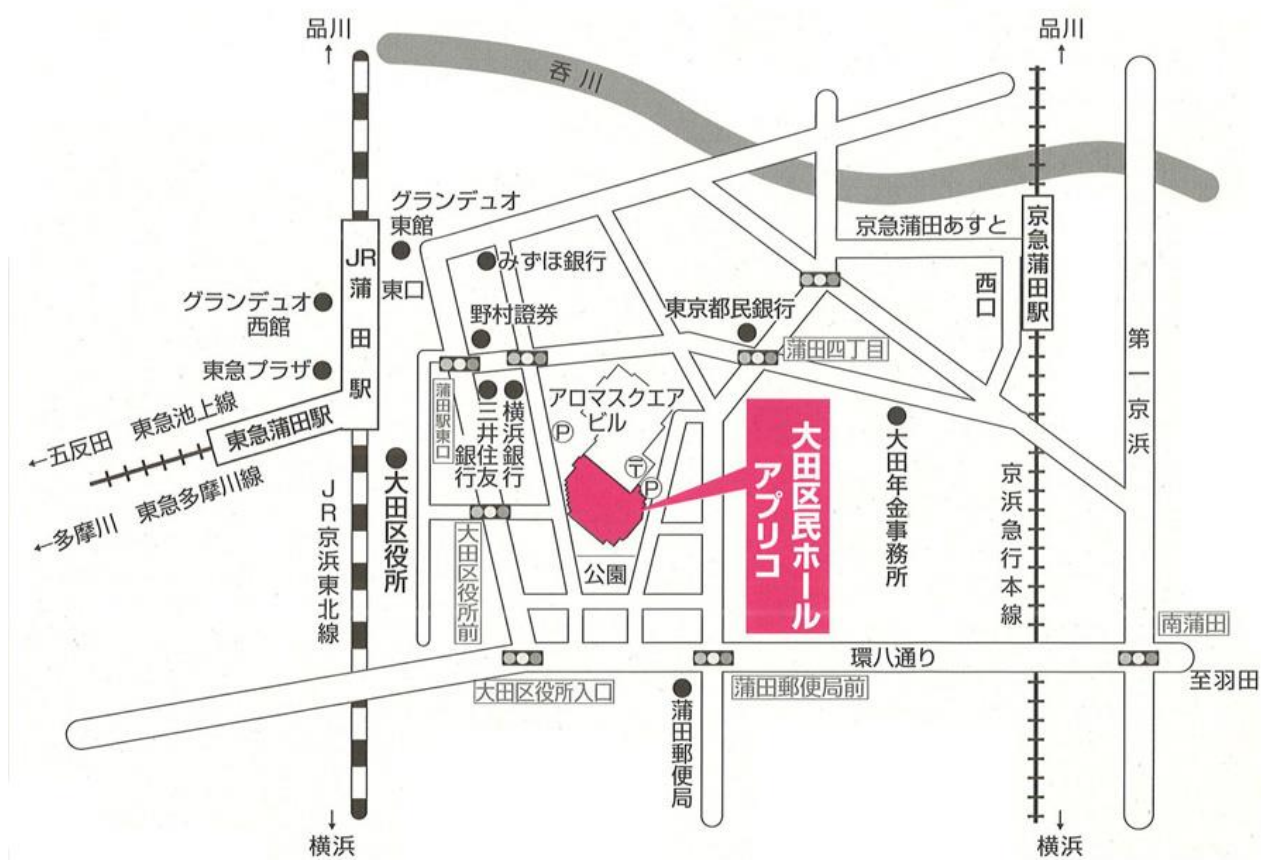 品川
↑
品川
↑
呑川
グランデュオ
東館
京急蒲田あすと
京急蒲田駅
JR蒲田駅
東口
みずほ銀行
西口
グランデュオ
西館
野村證券
東京都民銀行
蒲田四丁目
第一京浜
東急プラザ
蒲田駅東口
アロマスクエア
ビル
P
〒
P
三井住友
銀行
横浜銀行
東急蒲田駅
←五反田 東急池上線
←多摩川 東急多摩川線
JR京浜東北線
大田区役所
大田区役所前
公園
大田区民ホール
アプリコ
大田年金事務所
京浜急行本線
南蒲田
環八通り
至羽田
大田区役所入口
蒲田郵便局前
蒲田郵便局
↓
横浜
↓
横浜